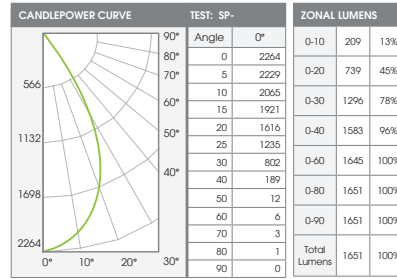 CANDLEPOWER CURVE
TEST: SP-
ZONAL LUMENS
90°
80°
70°
60°
50°
40°
30°
566
1132
1698
2264
0°
10°
20°
Angle 0°
0 2264
5 2229
10 2065
15 1921
20 1616
25 1235
30 802
40 189
50 12
60 6
70 3
80 1
90 0
0-10 209 13%
0-20 739 45%
0-30 1296 78%
0-40 1583 96%
0-60 1645 100%
0-80 1651 100%
0-90 1651 100%
Total
Lumens 1651 100%